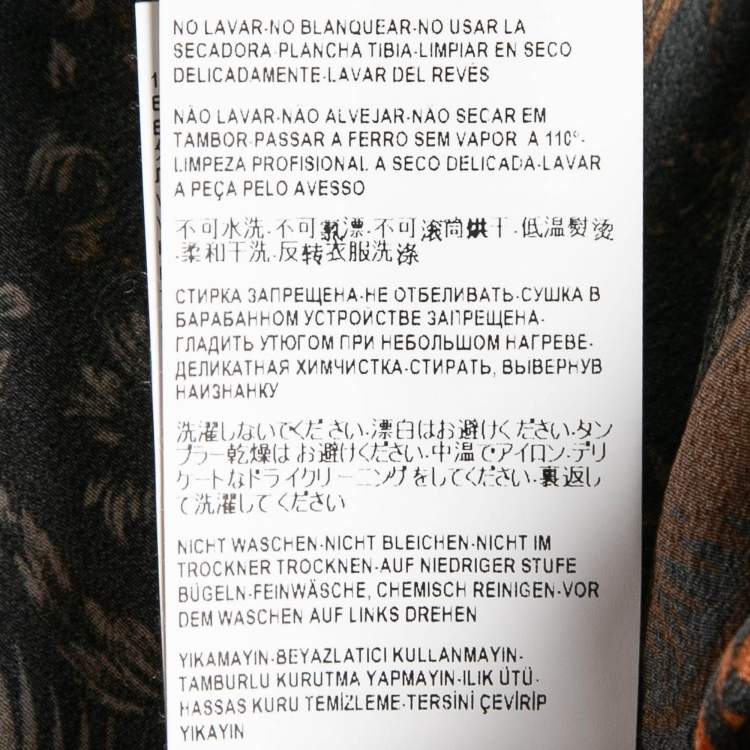 NO LAVAR-NO BLANQUEAR-NO USAR LA
SECADORA-PLANCHA TIBIA-LIMPIAR EN SECO
DELICADAMENTE-LAVAR DEL REVÉS
NÃO LAVAR-NÃO ALVEJAR-NÃO SECAR EM
TAMBOR-PASSAR A FERRO SEM VAPOR A 110°-
LIMPEZA PROFISIONAL A SECO DELICADA-LAVAR
A PEÇA PELO AVESSO
不可水洗-不可氯漂-不可滚筒烘干-低温熨烫
-柔和干洗-反转衣服洗涤
СТИРКА ЗАПРЕЩЕНА-НЕ ОТБЕЛИВАТЬ-СУШКА В
БАРАБАННОМ УСТРОЙСТВЕ ЗАПРЕЩЕНА-
ГЛАДИТЬ УТЮГОМ ПРИ НЕБОЛЬШОМ НАГРЕВЕ-
ДЕЛИКАТНАЯ ХИМЧИСТКА-СТИРАТЬ, ВЫВЕРНУВ
НАИЗНАНКУ
洗濯しないでください-漂白はお避けください-タン
ブラー乾燥はお避けください-中温でアイロン-デリ
ケートなドライクリーニングをしてください-裏返し
て洗濯してください
NICHT WASCHEN-NICHT BLEICHEN-NICHT IM
TROCKNER TROCKNEN-AUF NIEDRIGER STUFE
BÜGELN-FEINWÄSCHE, CHEMISCH REINIGEN-VOR
DEM WASCHEN AUF LINKS DREHEN
YIKAMAYIN-BEYAZLATICI KULLANMAYIN-
TAMBURLU KURUTMA YAPMAYIN-ILIK ÜTÜ-
HASSAS KURU TEMİZLEME-TERSİNİ ÇEVİRİP
YIKAYIN